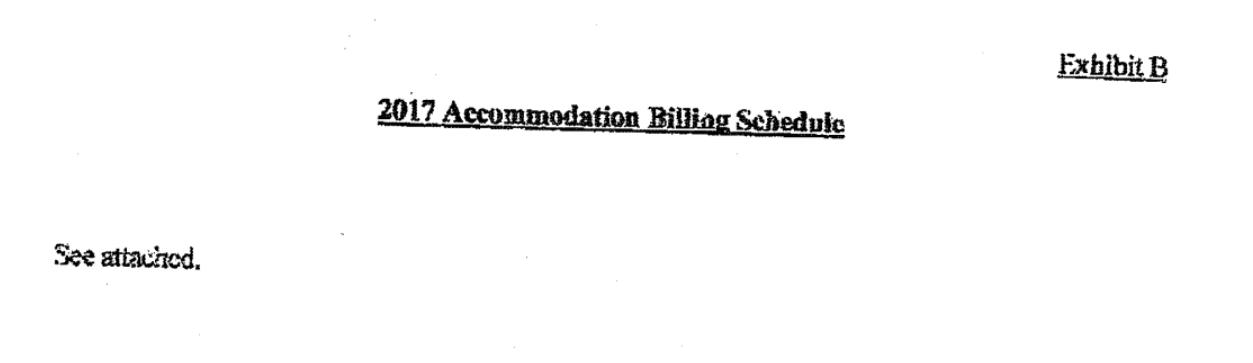 Exhibit B
2017 Accommodation Billing Schedule
See attached.